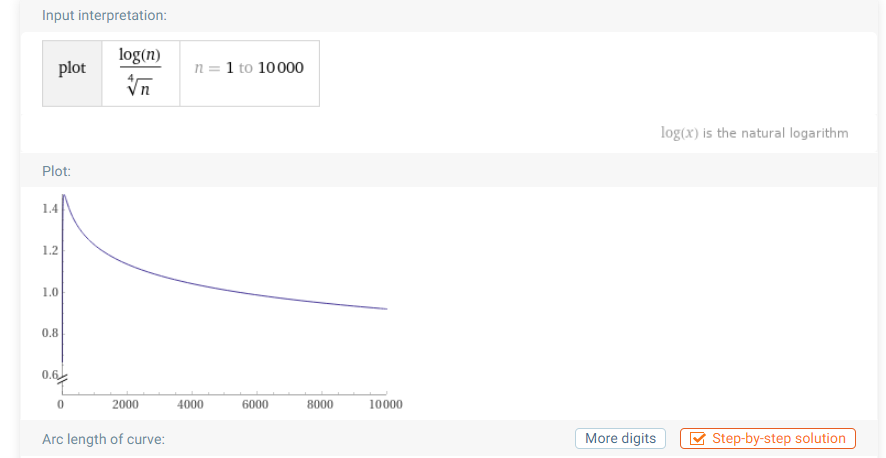 Input interpretation:
plot log(n) / ∜n n = 1 to 10000
log(x) is the natural logarithm
Plot:
1.4
1.2
1.0
0.8
0.6
0 2000 4000 6000 8000 10000
Arc length of curve: More digits Step-by-step solution